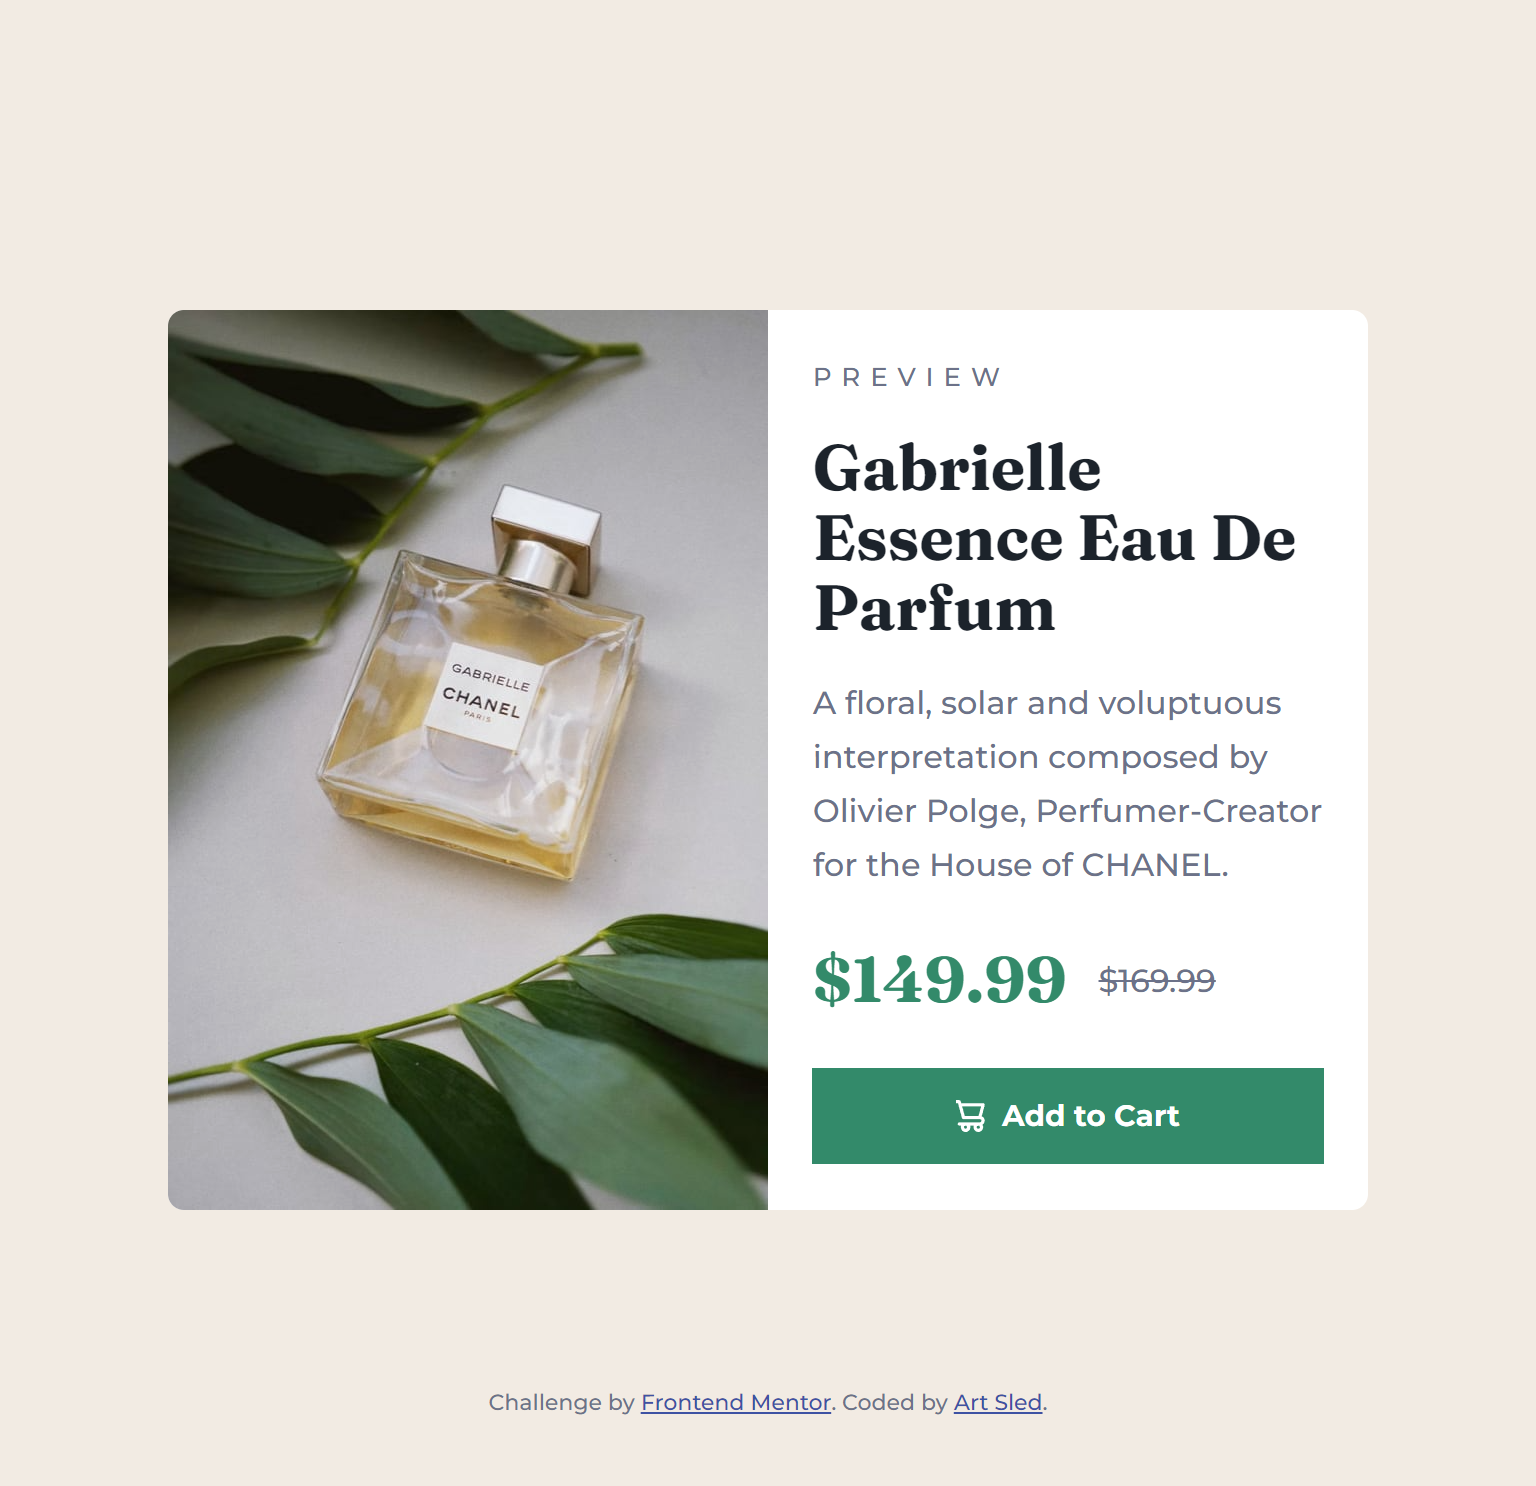 GABRIELLE
CHANEL
PARIS
PREVIEW
Gabrielle
Essence Eau De
Parfum
A floral, solar and voluptuous
interpretation composed by
Olivier Polge, Perfumer-Creator
for the House of CHANEL.
$149.99 $169.99
Add to Cart
Challenge by Frontend Mentor. Coded by Art Sled.